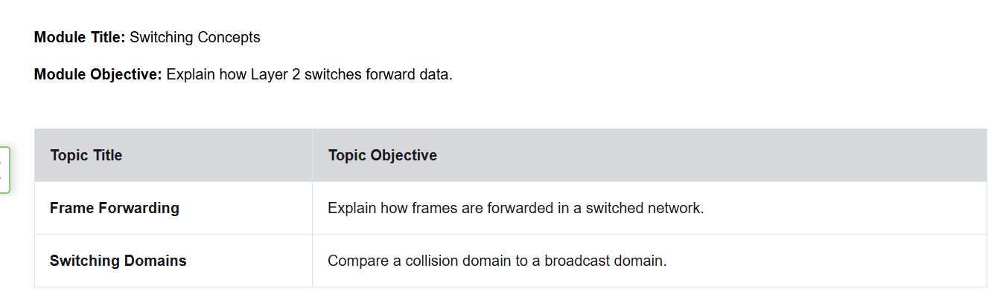 Module Title: Switching Concepts
Module Objective: Explain how Layer 2 switches forward data.
Topic Title Topic Objective
Frame Forwarding Explain how frames are forwarded in a switched network.
Switching Domains Compare a collision domain to a broadcast domain.